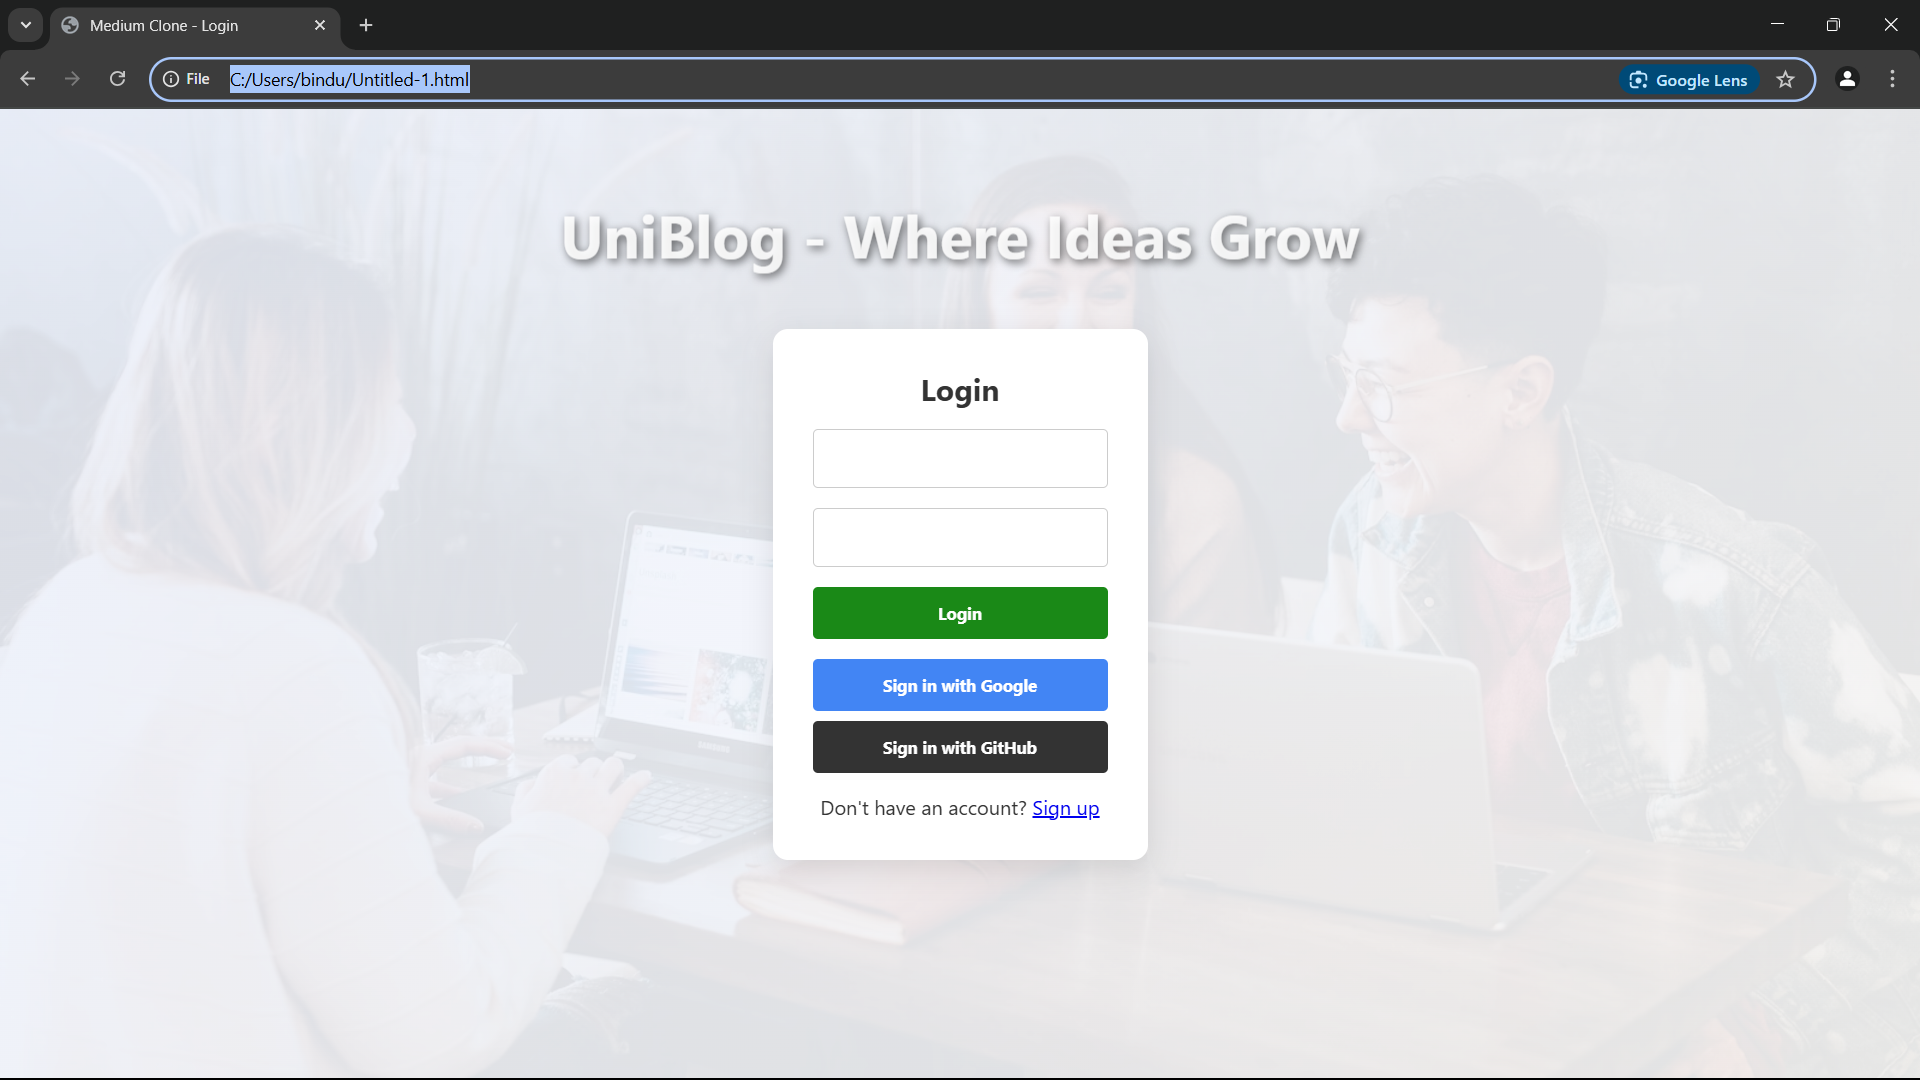 Medium Clone - Login
File
C:/Users/bindu/Untitled-1.html
Google Lens
UniBlog - Where Ideas Grow
Login
Login
Sign in with Google
Sign in with GitHub
Don't have an account? Sign up
SAMSUNG